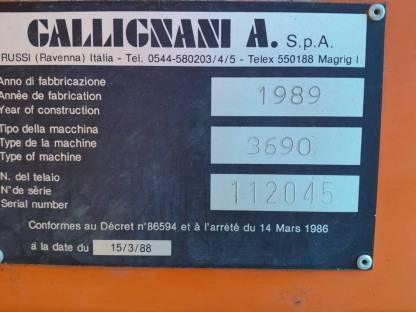 GALLIGNANI A. S.p.A.
RUSSI (Ravenna) Italia - Tel. 0544-580203/4/5 - Telex 550188 Magrig I
Anno di fabbricazione
Année de fabrication 1989
Year of construction
Tipo della macchina
Type de la machine 3690
Type of machine
N. del telaio
N° de série 112045
Serial number
Conformes au Décret n°86594 et à l'arrêté du 14 Mars 1986
à la date du 15/3/88